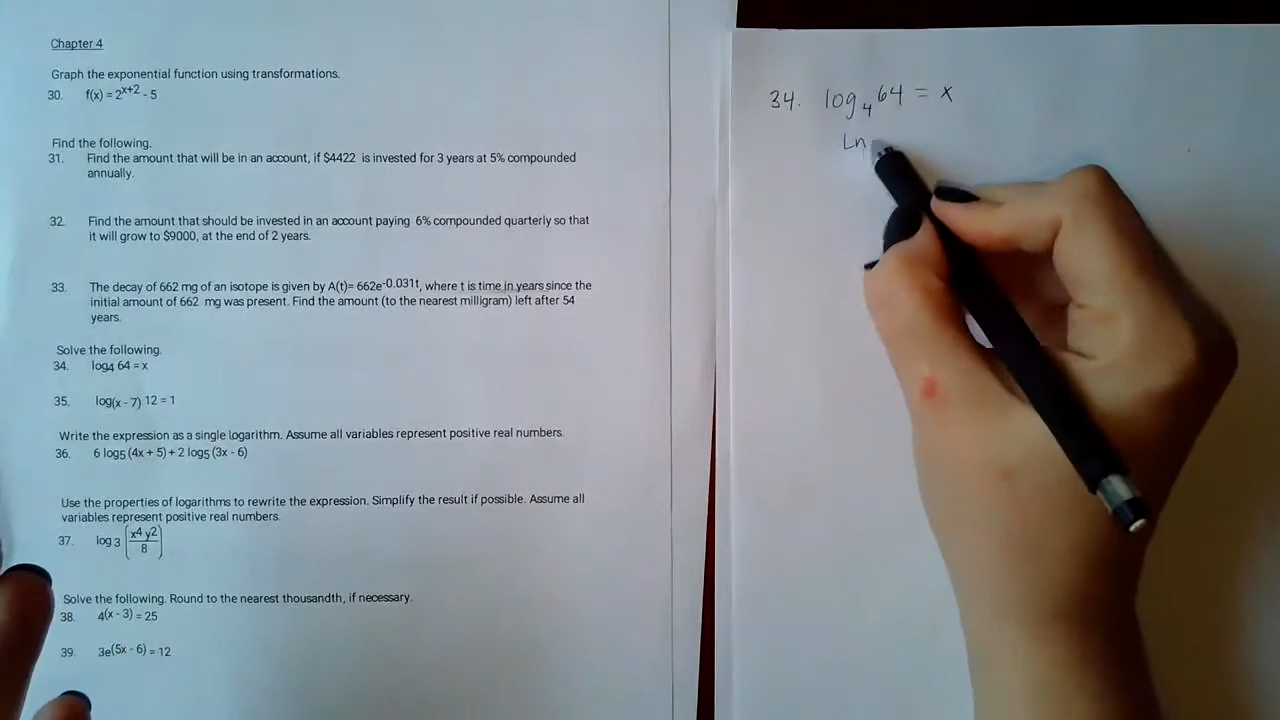 Chapter 4
Graph the exponential function using transformations.
30. f(x) = 2^x+2 - 5
Find the following.
31. Find the amount that will be in an account, if $4422 is invested for 3 years at 5% compounded
annually.
32. Find the amount that should be invested in an account paying 6% compounded quarterly so that
it will grow to $9000, at the end of 2 years.
33. The decay of 662 mg of an isotope is given by A(t)= 662e^-0.031t, where t is time in years since the
initial amount of 662 mg was present. Find the amount (to the nearest milligram) left after 54
years.
Solve the following.
34. log4 64 = x
35. log(x - 7) 12 = 1
Write the expression as a single logarithm. Assume all variables represent positive real numbers.
36. 6 log5 (4x + 5) + 2 log5 (3x - 6)
Use the properties of logarithms to rewrite the expression. Simplify the result if possible. Assume all
variables represent positive real numbers.
37. log3 (x4 y2 / 8)
Solve the following. Round to the nearest thousandth, if necessary.
38. 4(x - 3) = 25
39. 3e(5x - 6) = 12
34. log4 64 = x
Ln